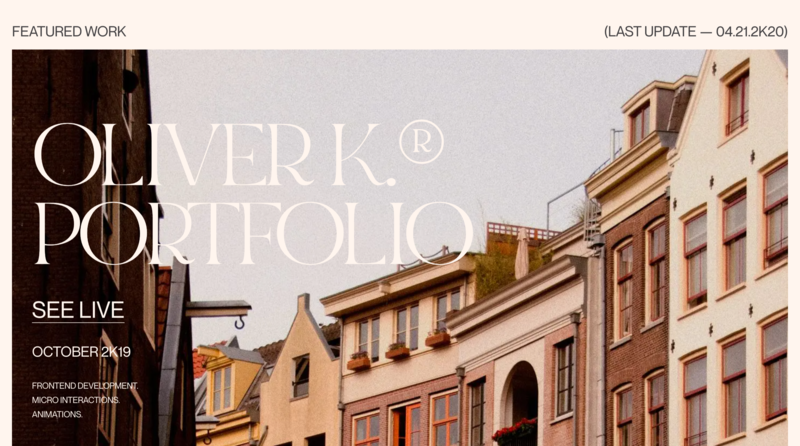 FEATURED WORK
(LAST UPDATE — 04.21.2K20)
OLIVER K.®
PORTFOLIO
SEE LIVE
OCTOBER 2K19
FRONTEND DEVELOPMENT.
MICRO INTERACTIONS.
ANIMATIONS.